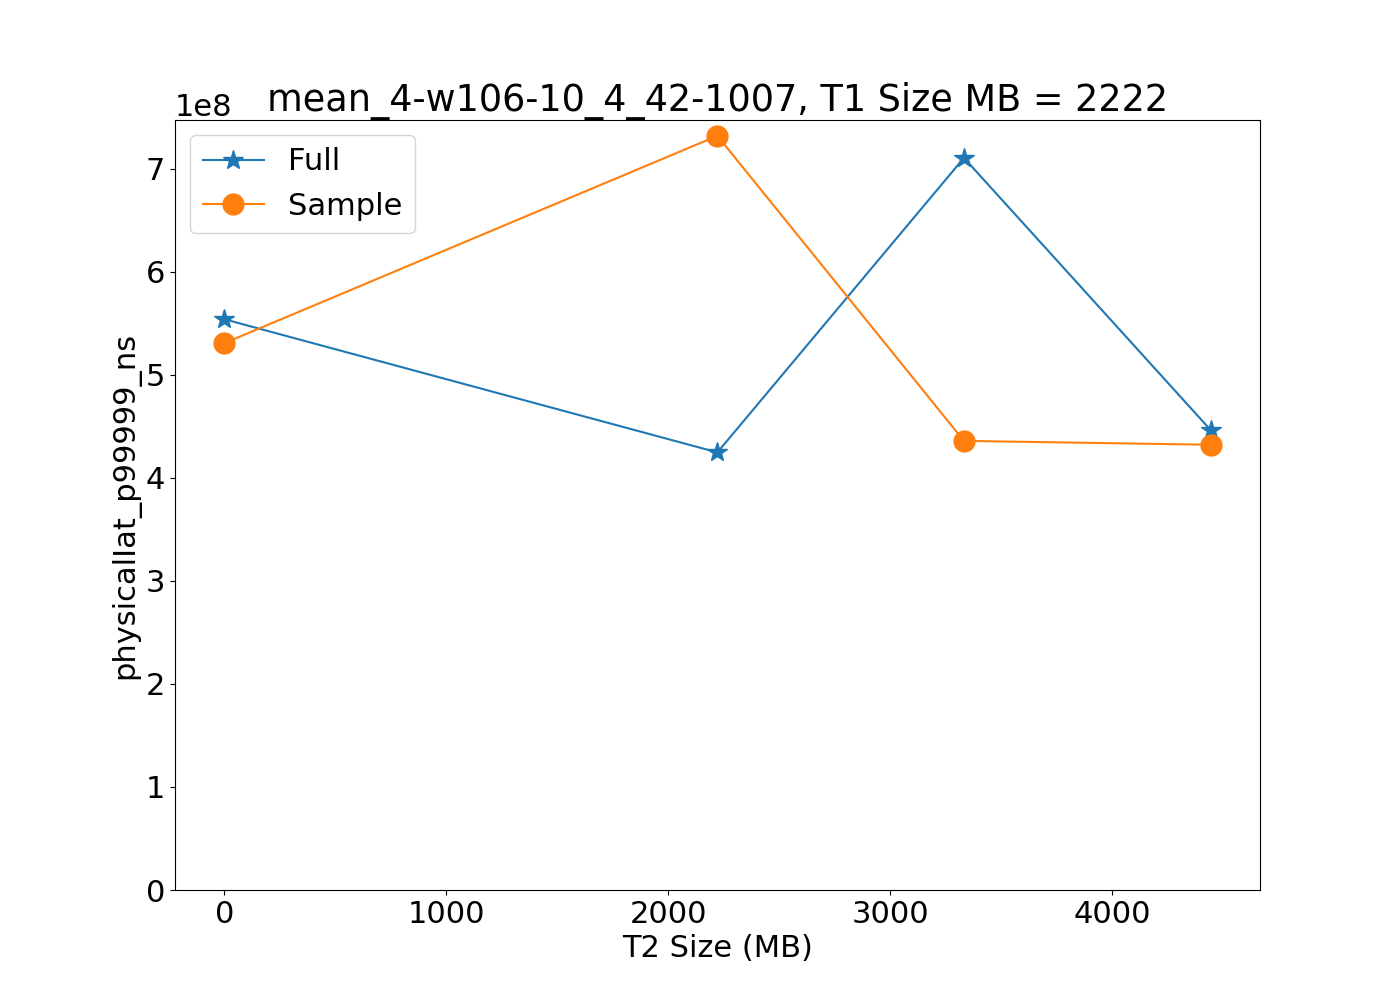 mean_4-w106-10_4_42-1007, T1 Size MB = 2222
1e8
Full
Sample
7
6
5
4
3
2
1
0
physicallat_p99999_ns
0 1000 2000 3000 4000
T2 Size (MB)